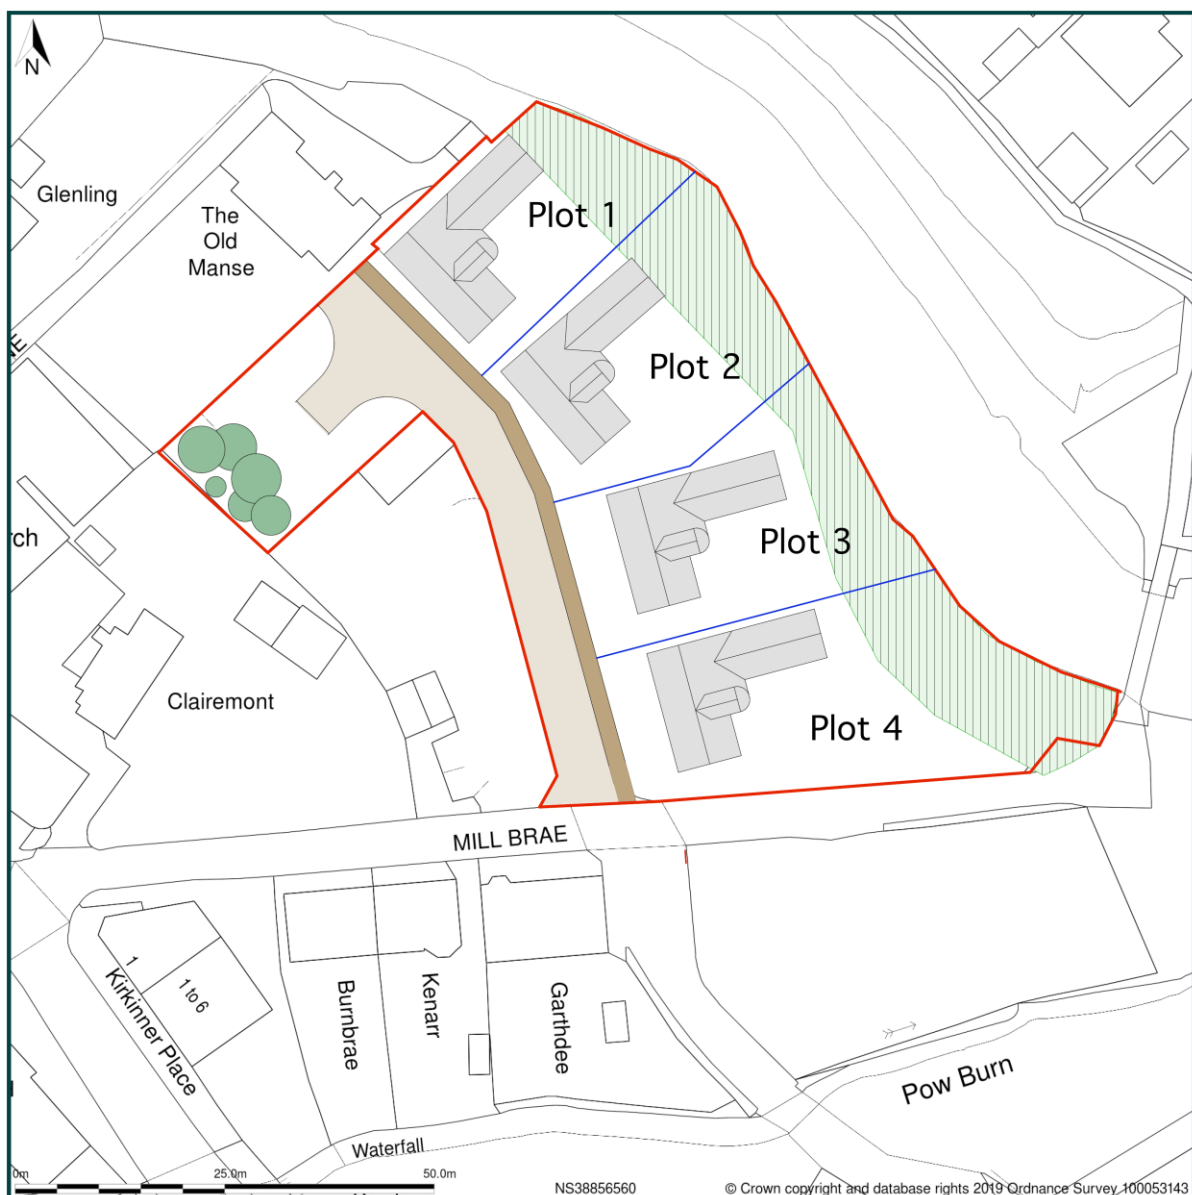 N
Glenling
The
Old
Manse
Plot 1
Plot 2
Plot 3
Plot 4
NE
rch
Clairemont
MILL BRAE
1
1 to 6
Kirkinner Place
Burnbrae
Kenarr
Garthdee
Pow Burn
Waterfall
0m
25.0m
50.0m
NS38856560
© Crown copyright and database rights 2019 Ordnance Survey 100053143